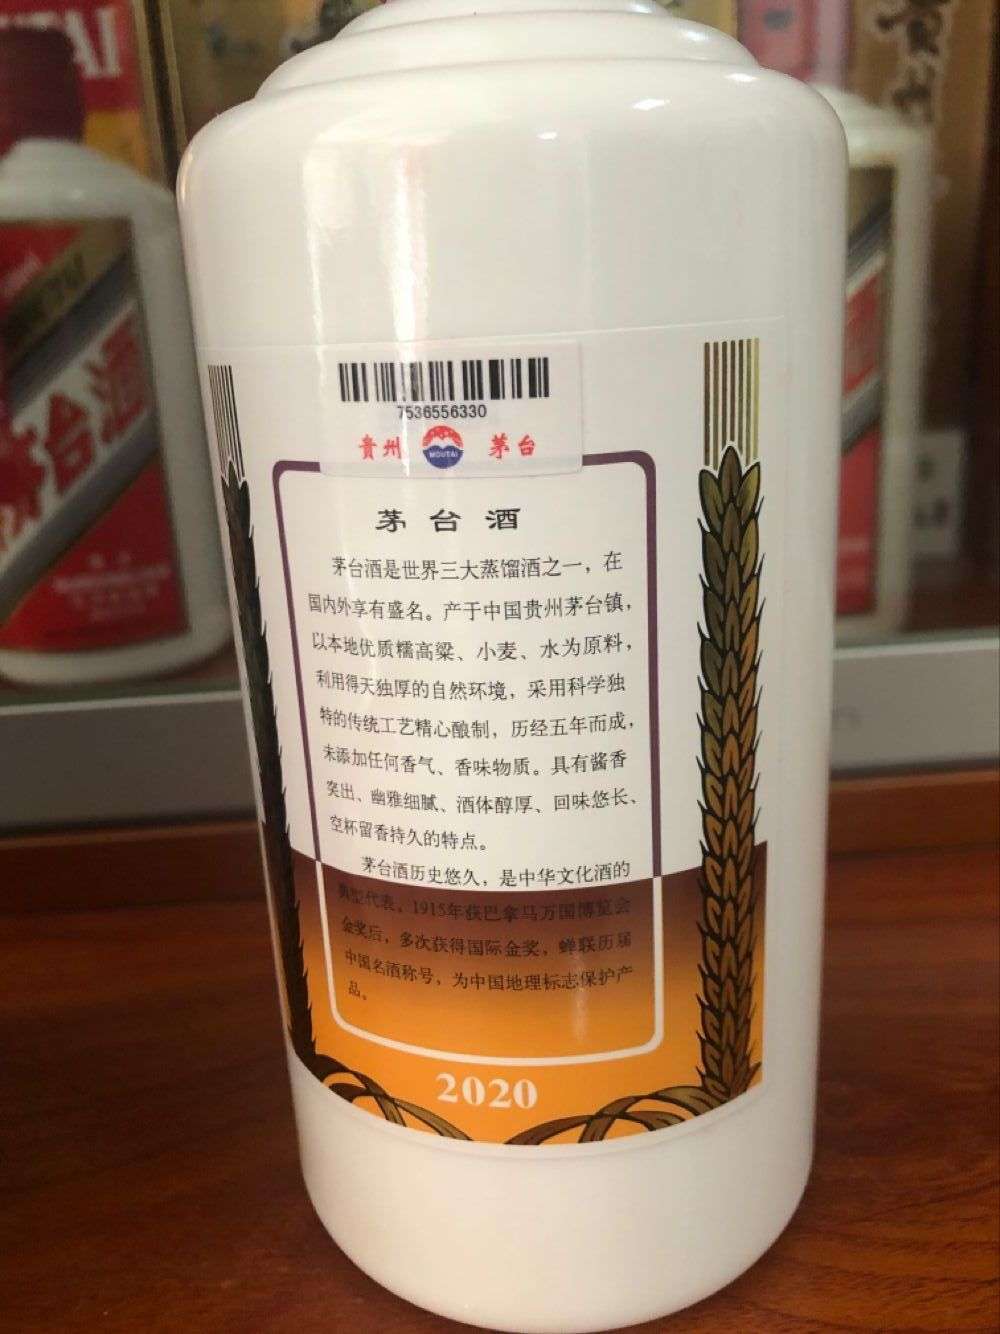 TAI
台酒
7536556330
貴州 MOUTAI 茅台
茅台酒
茅台酒是世界三大蒸馏酒之一，在
国内外享有盛名。产于中国贵州茅台镇，
以本地优质糯高粱、小麦、水为原料，
利用得天独厚的自然环境，采用科学独
特的传统工艺精心酿制，历经五年而成，
未添加任何香气、香味物质。具有酱香
突出、幽雅细腻、酒体醇厚、回味悠长、
空杯留香持久的特点。
茅台酒历史悠久，是中华文化酒的
典型代表，1915年获巴拿马万国博览会
金奖后，多次获得国际金奖，蝉联历届
中国名酒称号，为中国地理标志保护产
品。
2020